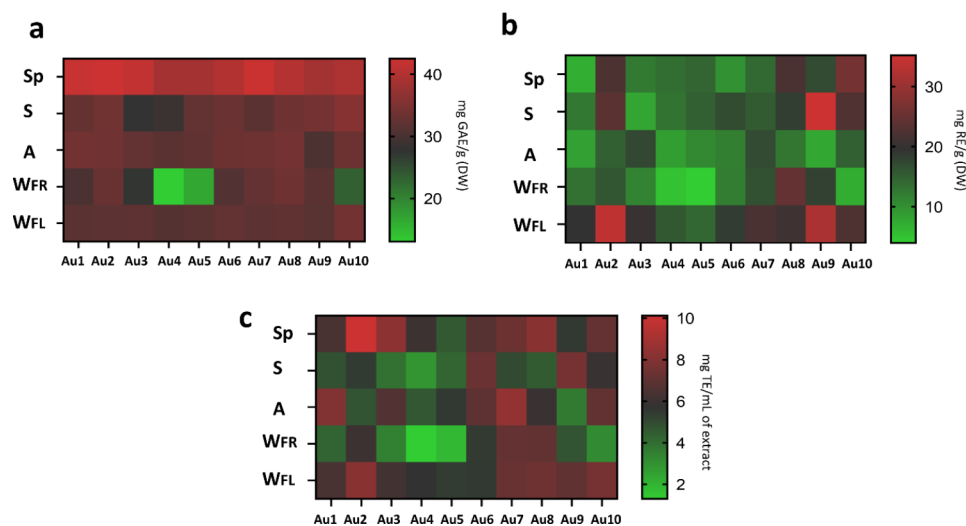 a
Sp
S
A
WFR
WFL
Au1 Au2 Au3 Au4 Au5 Au6 Au7 Au8 Au9 Au10
40
30
20
mg GAE/g (DW)
b
Sp
S
A
WFR
WFL
Au1 Au2 Au3 Au4 Au5 Au6 Au7 Au8 Au9 Au10
30
20
10
mg RE/g (DW)
c
Sp
S
A
WFR
WFL
Au1 Au2 Au3 Au4 Au5 Au6 Au7 Au8 Au9 Au10
10
8
6
4
2
mg TE/mL of extract